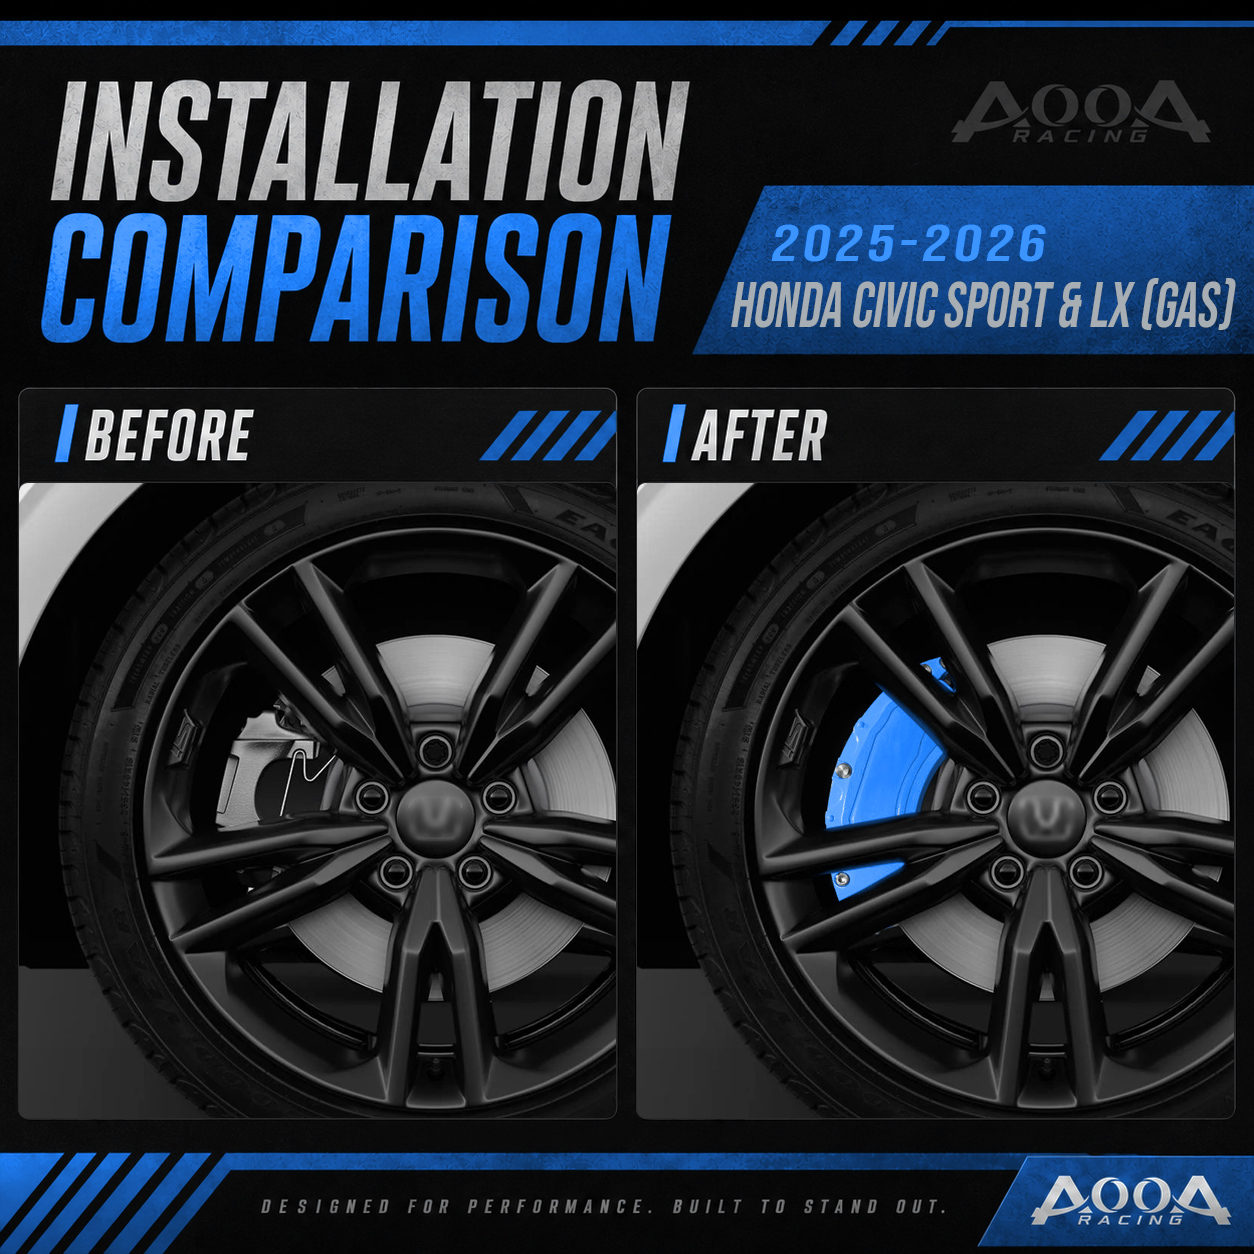 INSTALLATION
COMPARISON
AOOA
RACING
2025-2026
HONDA CIVIC SPORT & LX (GAS)
BEFORE
AFTER
DESIGNED FOR PERFORMANCE. BUILT TO STAND OUT.
AOOA
RACING